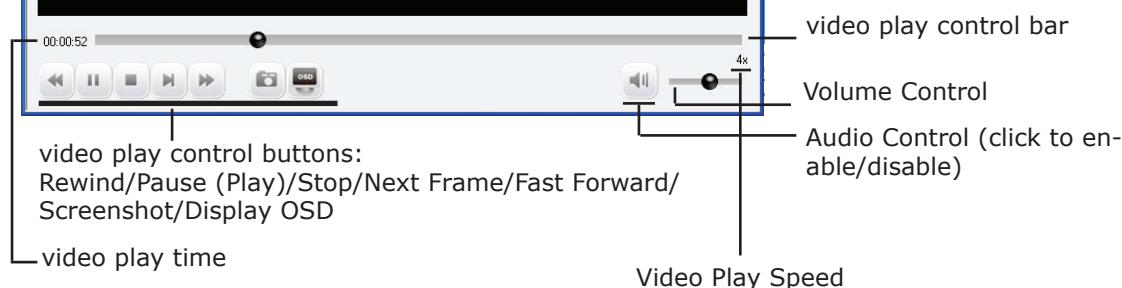 video play control bar
00:00:52
4x
OSD
Volume Control
Audio Control (click to en-
able/disable)
video play control buttons:
Rewind/Pause (Play)/Stop/Next Frame/Fast Forward/
Screenshot/Display OSD
video play time
Video Play Speed